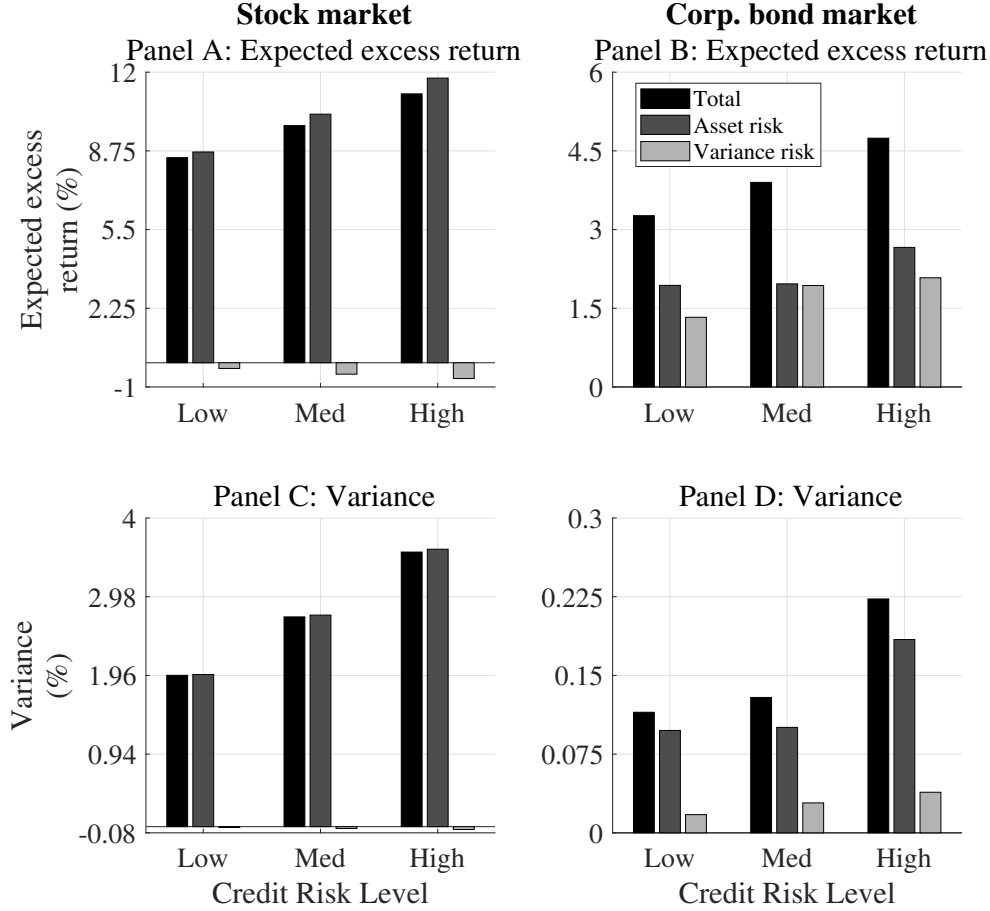 Stock market
Panel A: Expected excess return
Expected excess
return (%)
12
8.75
5.5
2.25
-1
Low Med High
Corp. bond market
Panel B: Expected excess return
6
4.5
3
1.5
0
Total
Asset risk
Variance risk
Low Med High
Panel C: Variance
Variance
(%)
4
2.98
1.96
0.94
-0.08
Low Med High
Credit Risk Level
Panel D: Variance
0.3
0.225
0.15
0.075
0
Low Med High
Credit Risk Level